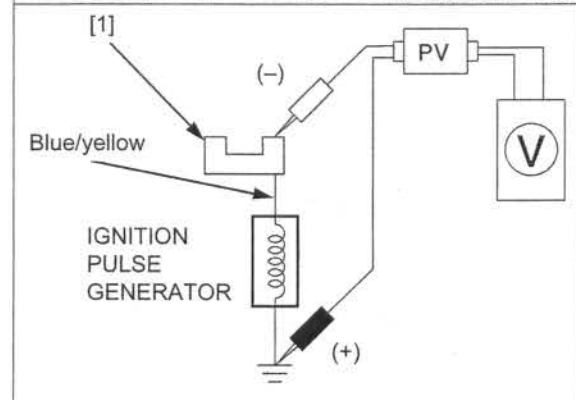 [1]
(–)
PV
V
Blue/yellow
IGNITION
PULSE
GENERATOR
(+)